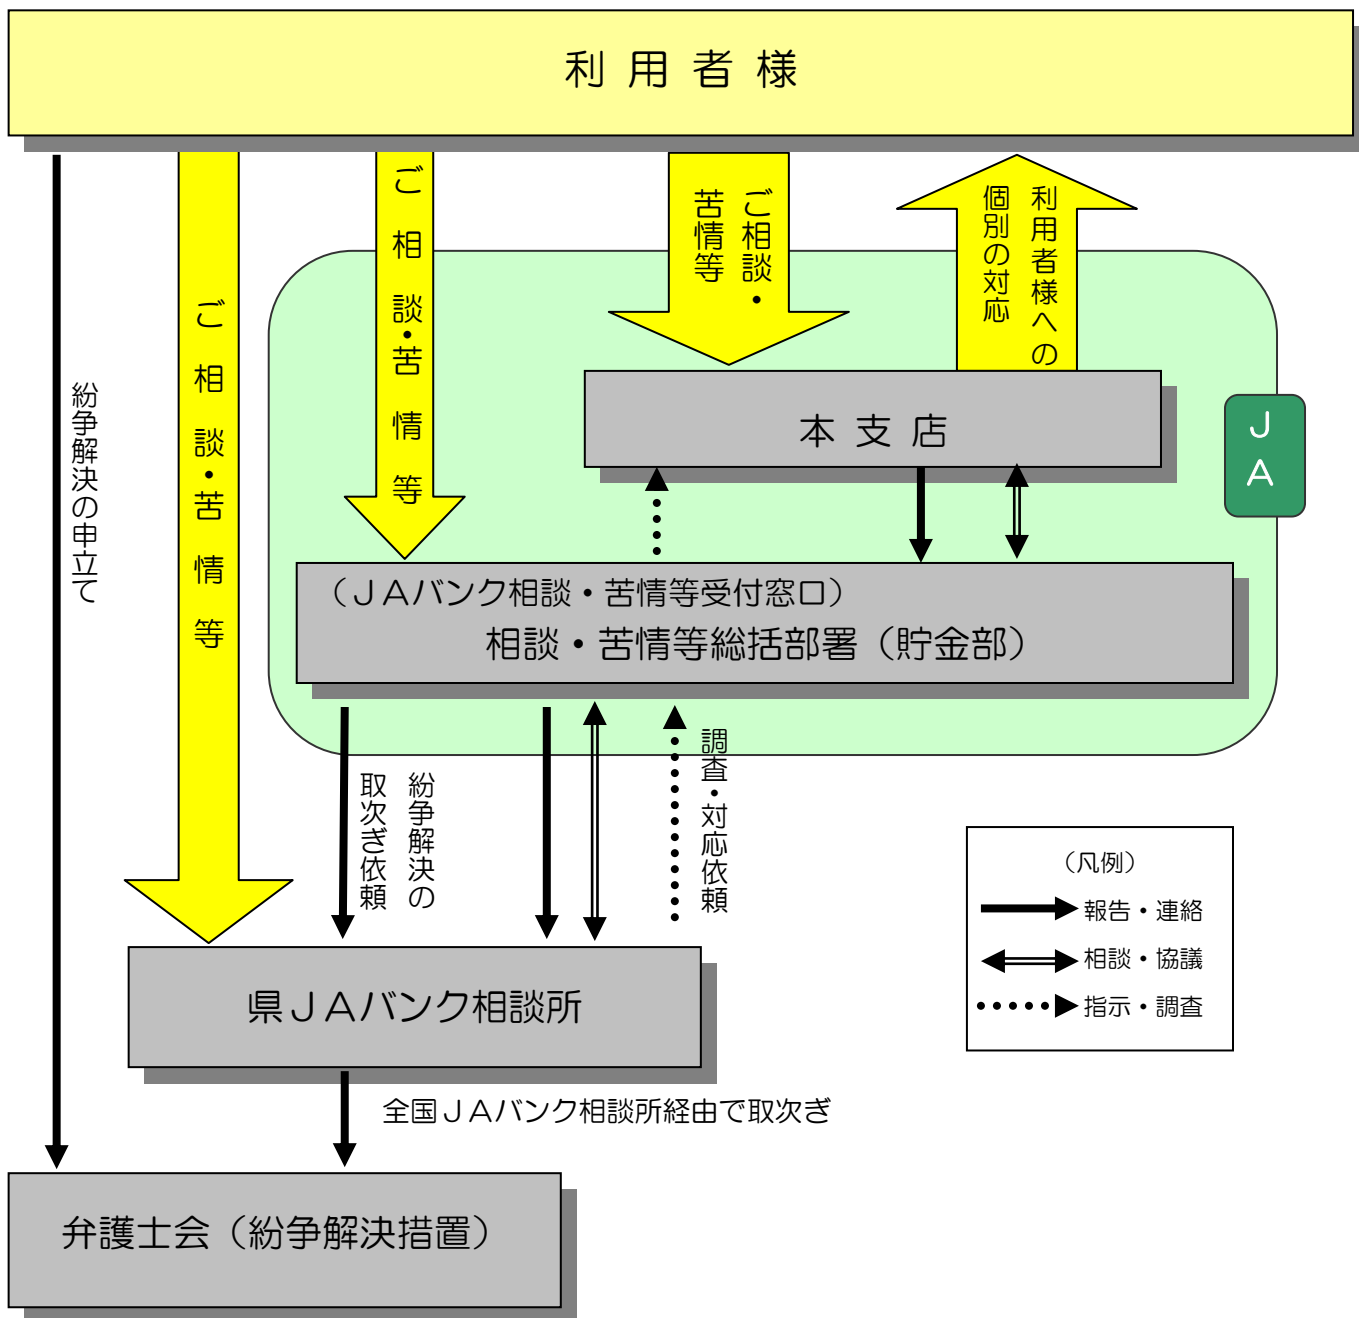 利 用 者 様
ご 相 談・苦 情 等
ご 相 談・苦 情 等
ご相談・
苦情等
利用者様への
個別の対応
紛争解決の申立て
本 支 店
ＪＡ
（ＪＡバンク相談・苦情等受付窓口）
相談・苦情等総括部署（貯金部）
紛争解決の
取次ぎ依頼
調査・対応依頼
（凡例）
報告・連絡
相談・協議
指示・調査
県ＪＡバンク相談所
全国ＪＡバンク相談所経由で取次ぎ
弁護士会（紛争解決措置）